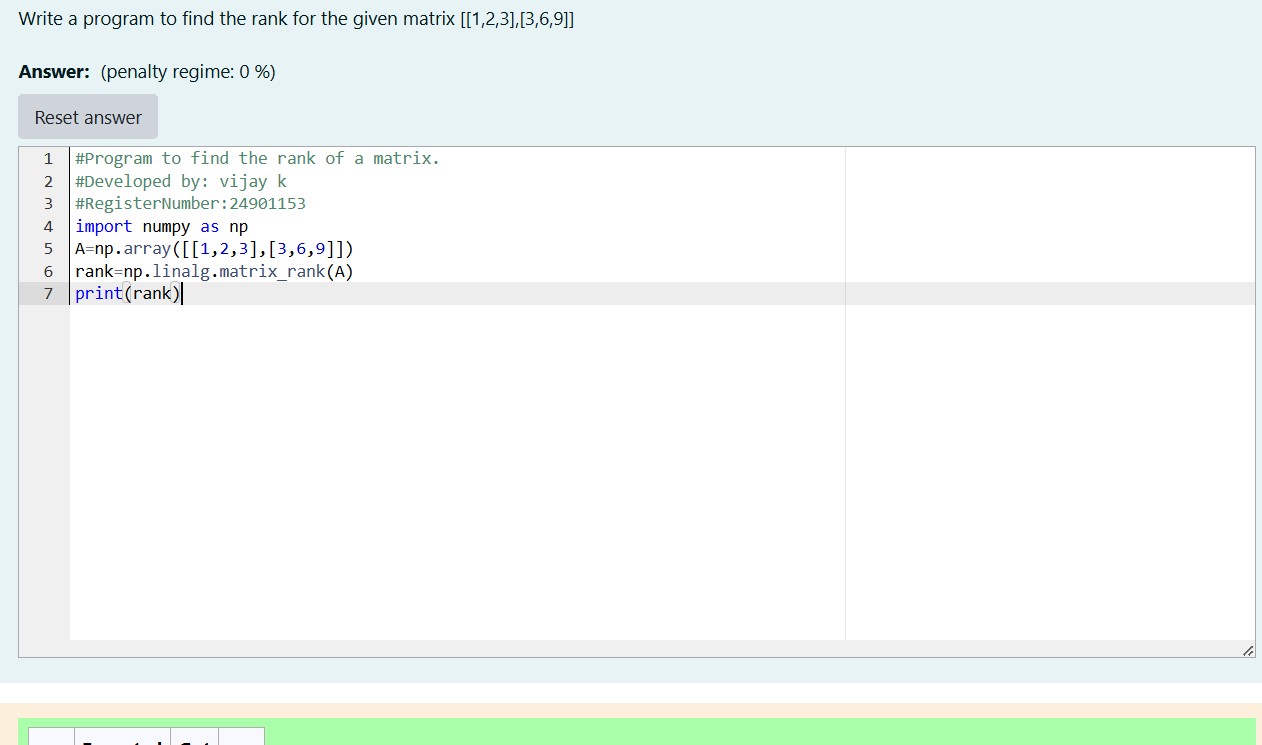 Write a program to find the rank for the given matrix [[1,2,3],[3,6,9]]
Answer: (penalty regime: 0 %)
Reset answer
1 #Program to find the rank of a matrix.
2 #Developed by: vijay k
3 #RegisterNumber:24901153
4 import numpy as np
5 A=np.array([[1,2,3],[3,6,9]])
6 rank=np.linalg.matrix_rank(A)
7 print(rank)